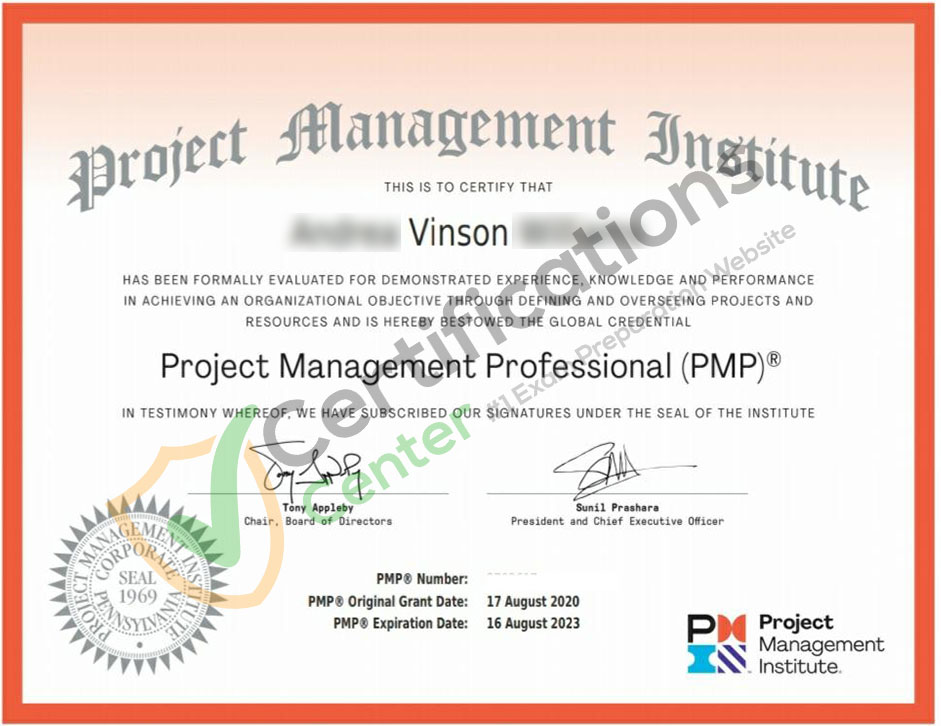 Project Management Institute
THIS IS TO CERTIFY THAT
Vinson
HAS BEEN FORMALLY EVALUATED FOR DEMONSTRATED EXPERIENCE, KNOWLEDGE AND PERFORMANCE
IN ACHIEVING AN ORGANIZATIONAL OBJECTIVE THROUGH DEFINING AND OVERSEEING PROJECTS AND
RESOURCES AND IS HEREBY BESTOWED THE GLOBAL CREDENTIAL
Project Management Professional (PMP)®
IN TESTIMONY WHEREOF, WE HAVE SUBSCRIBED OUR SIGNATURES UNDER THE SEAL OF THE INSTITUTE
Certifications
Center
#1 Exam Preparation Website
Tony Appleby
Chair, Board of Directors
Sunil Prashara
President and Chief Executive Officer
PROJECT MANAGEMENT INSTITUTE
CORPORATE
SEAL
1969
PENNSYLVANIA
PMP® Number:
PMP® Original Grant Date: 17 August 2020
PMP® Expiration Date: 16 August 2023
PM
Project
Management
Institute.